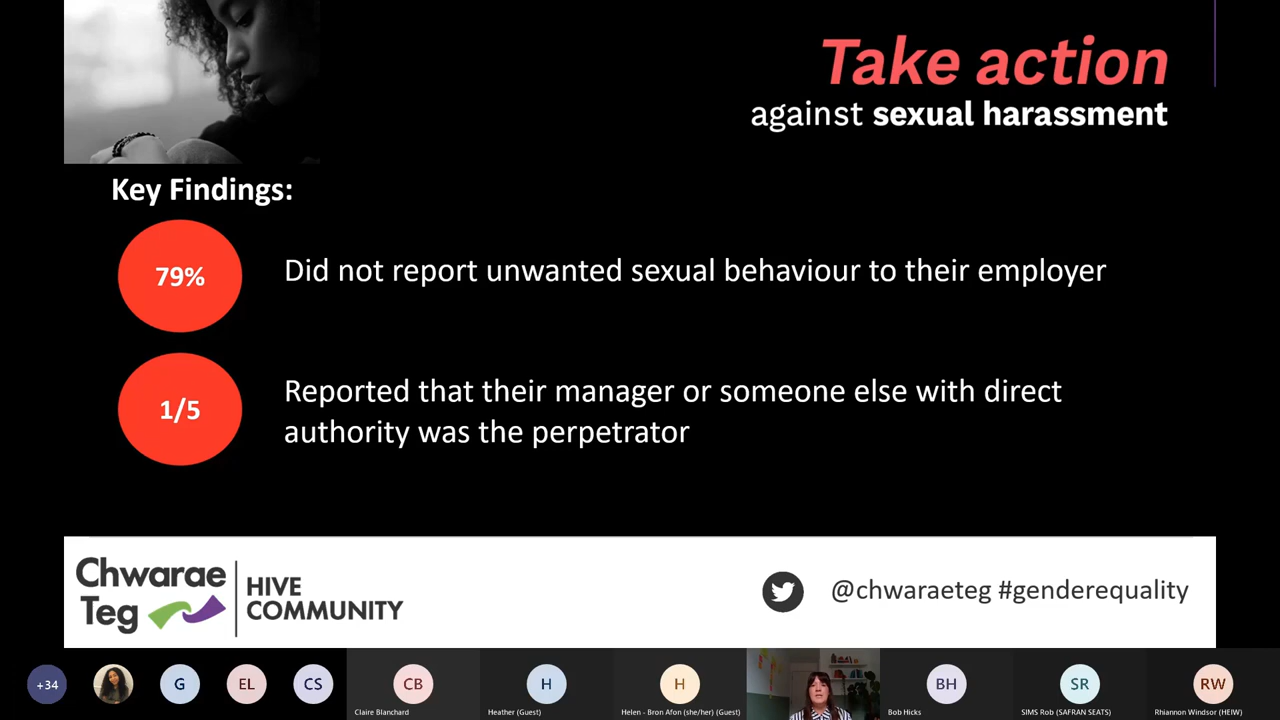 Take action
against sexual harassment
Key Findings:
79%
Did not report unwanted sexual behaviour to their employer
1/5
Reported that their manager or someone else with direct
authority was the perpetrator
Chwarae
Teg
HIVE
COMMUNITY
@chwaraeteg #genderequality
+34
G
EL
CS
CB
Claire Blanchard
H
Heather (Guest)
H
Helen - Bron Afon (she/her) (Guest)
BH
Bob Hicks
SR
SIMS Rob (SAFRAN SEATS)
RW
Rhiannon Windsor (HEIW)